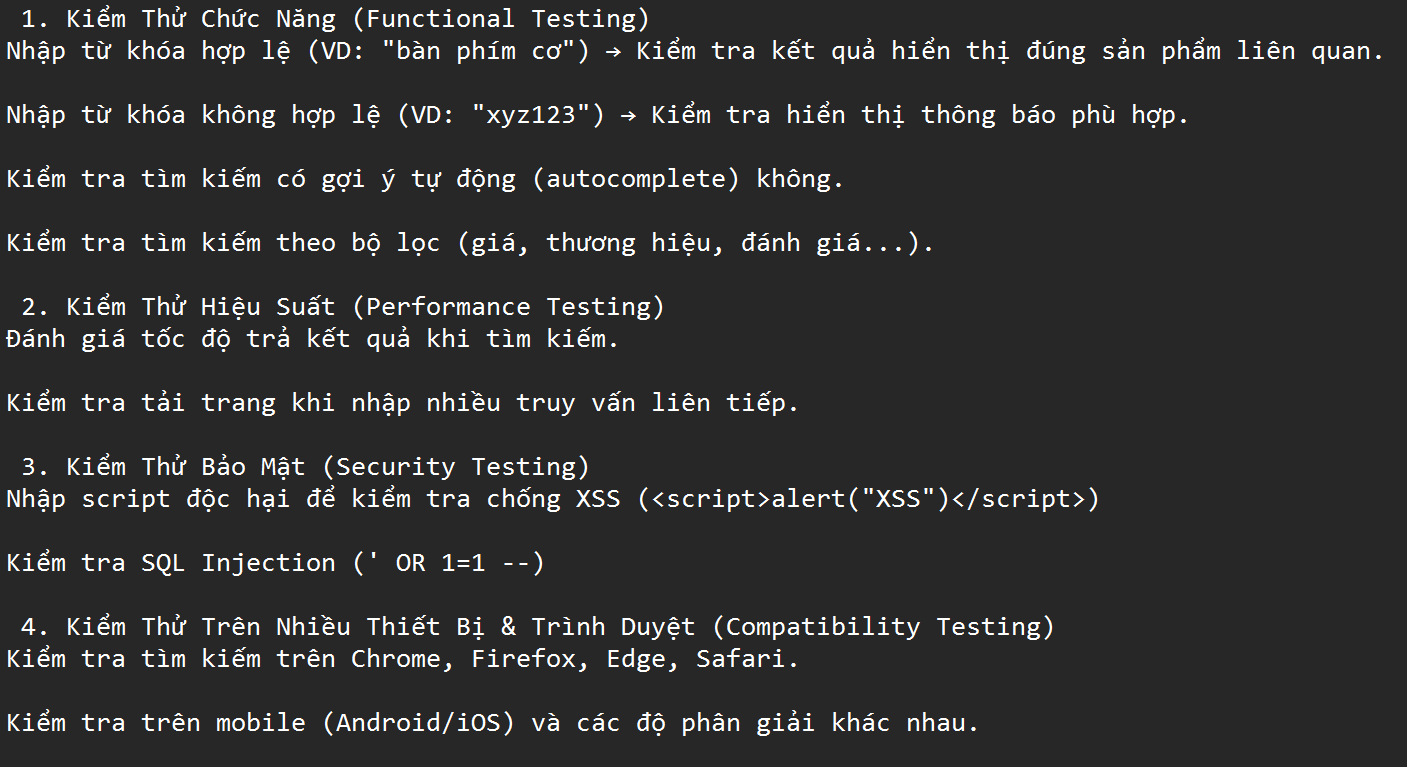 1. Kiểm Thử Chức Năng (Functional Testing)
Nhập từ khóa hợp lệ (VD: "bàn phím cơ") → Kiểm tra kết quả hiển thị đúng sản phẩm liên quan.
Nhập từ khóa không hợp lệ (VD: "xyz123") → Kiểm tra hiển thị thông báo phù hợp.
Kiểm tra tìm kiếm có gợi ý tự động (autocomplete) không.
Kiểm tra tìm kiếm theo bộ lọc (giá, thương hiệu, đánh giá...).
2. Kiểm Thử Hiệu Suất (Performance Testing)
Đánh giá tốc độ trả kết quả khi tìm kiếm.
Kiểm tra tải trang khi nhập nhiều truy vấn liên tiếp.
3. Kiểm Thử Bảo Mật (Security Testing)
Nhập script độc hại để kiểm tra chống XSS (<script>alert("XSS")</script>)
Kiểm tra SQL Injection (' OR 1=1 --)
4. Kiểm Thử Trên Nhiều Thiết Bị & Trình Duyệt (Compatibility Testing)
Kiểm tra tìm kiếm trên Chrome, Firefox, Edge, Safari.
Kiểm tra trên mobile (Android/iOS) và các độ phân giải khác nhau.